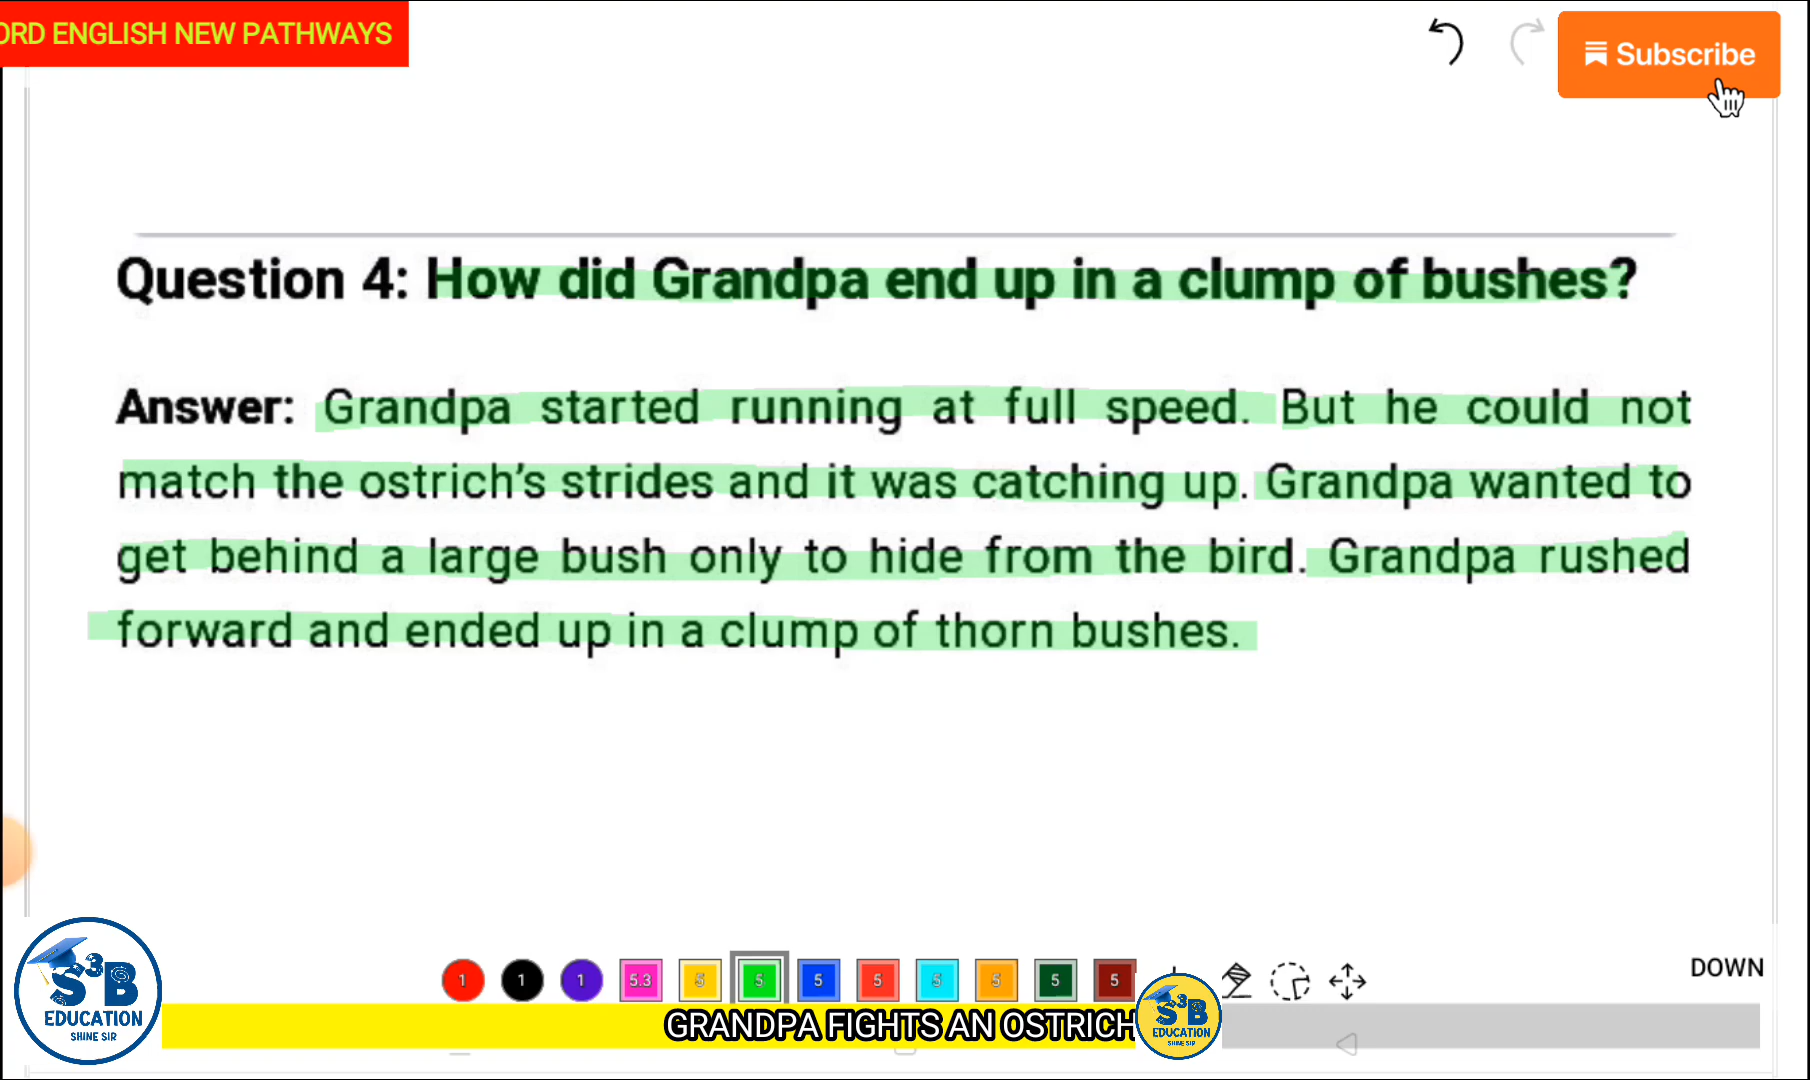 ORD ENGLISH NEW PATHWAYS
Subscribe
Question 4: How did Grandpa end up in a clump of bushes?
Answer: Grandpa started running at full speed. But he could not
match the ostrich's strides and it was catching up. Grandpa wanted to
get behind a large bush only to hide from the bird. Grandpa rushed
forward and ended up in a clump of thorn bushes.
S³B
EDUCATION
SHINE SIR
1 1 1 5.3 5 5 5 5 5 5 5 5
DOWN
GRANDPA FIGHTS AN OSTRICH
S³B
EDUCATION
SHINE SIR